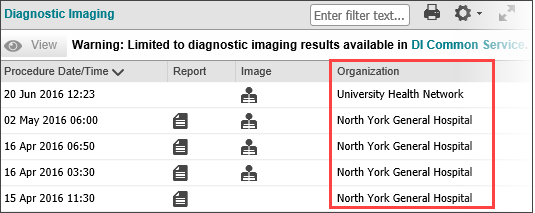 Diagnostic Imaging Enter filter text...
View Warning: Limited to diagnostic imaging results available in DI Common Service.
Procedure Date/Time Report Image Organization
20 Jun 2016 12:23 University Health Network
02 May 2016 06:00 North York General Hospital
16 Apr 2016 06:50 North York General Hospital
16 Apr 2016 03:30 North York General Hospital
15 Apr 2016 11:30 North York General Hospital